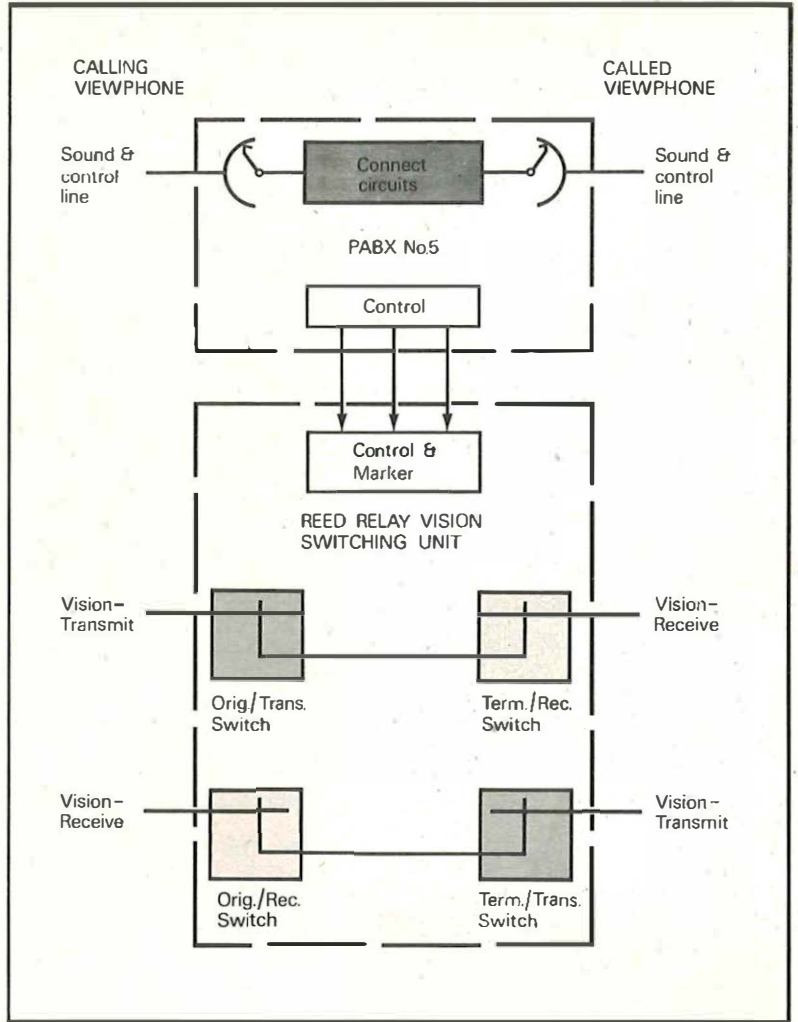 CALLING
VIEWPHONE
CALLED
VIEWPHONE
Sound &
control
line
Connect
circuits
Sound &
control
line
PABX No.5
Control
Control &
Marker
REED RELAY VISION
SWITCHING UNIT
Vision-
Transmit
Vision-
Receive
Orig./Trans.
Switch
Term./Rec.
Switch
Vision-
Receive
Vision-
Transmit
Orig./Rec.
Switch
Term./Trans.
Switch